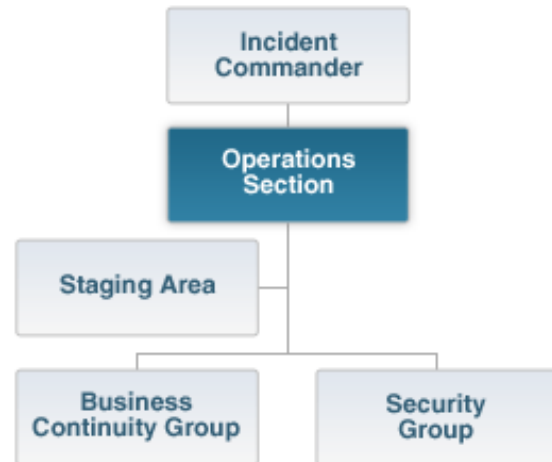 Incident
Commander
Operations
Section
Staging Area
Business
Continuity Group
Security
Group